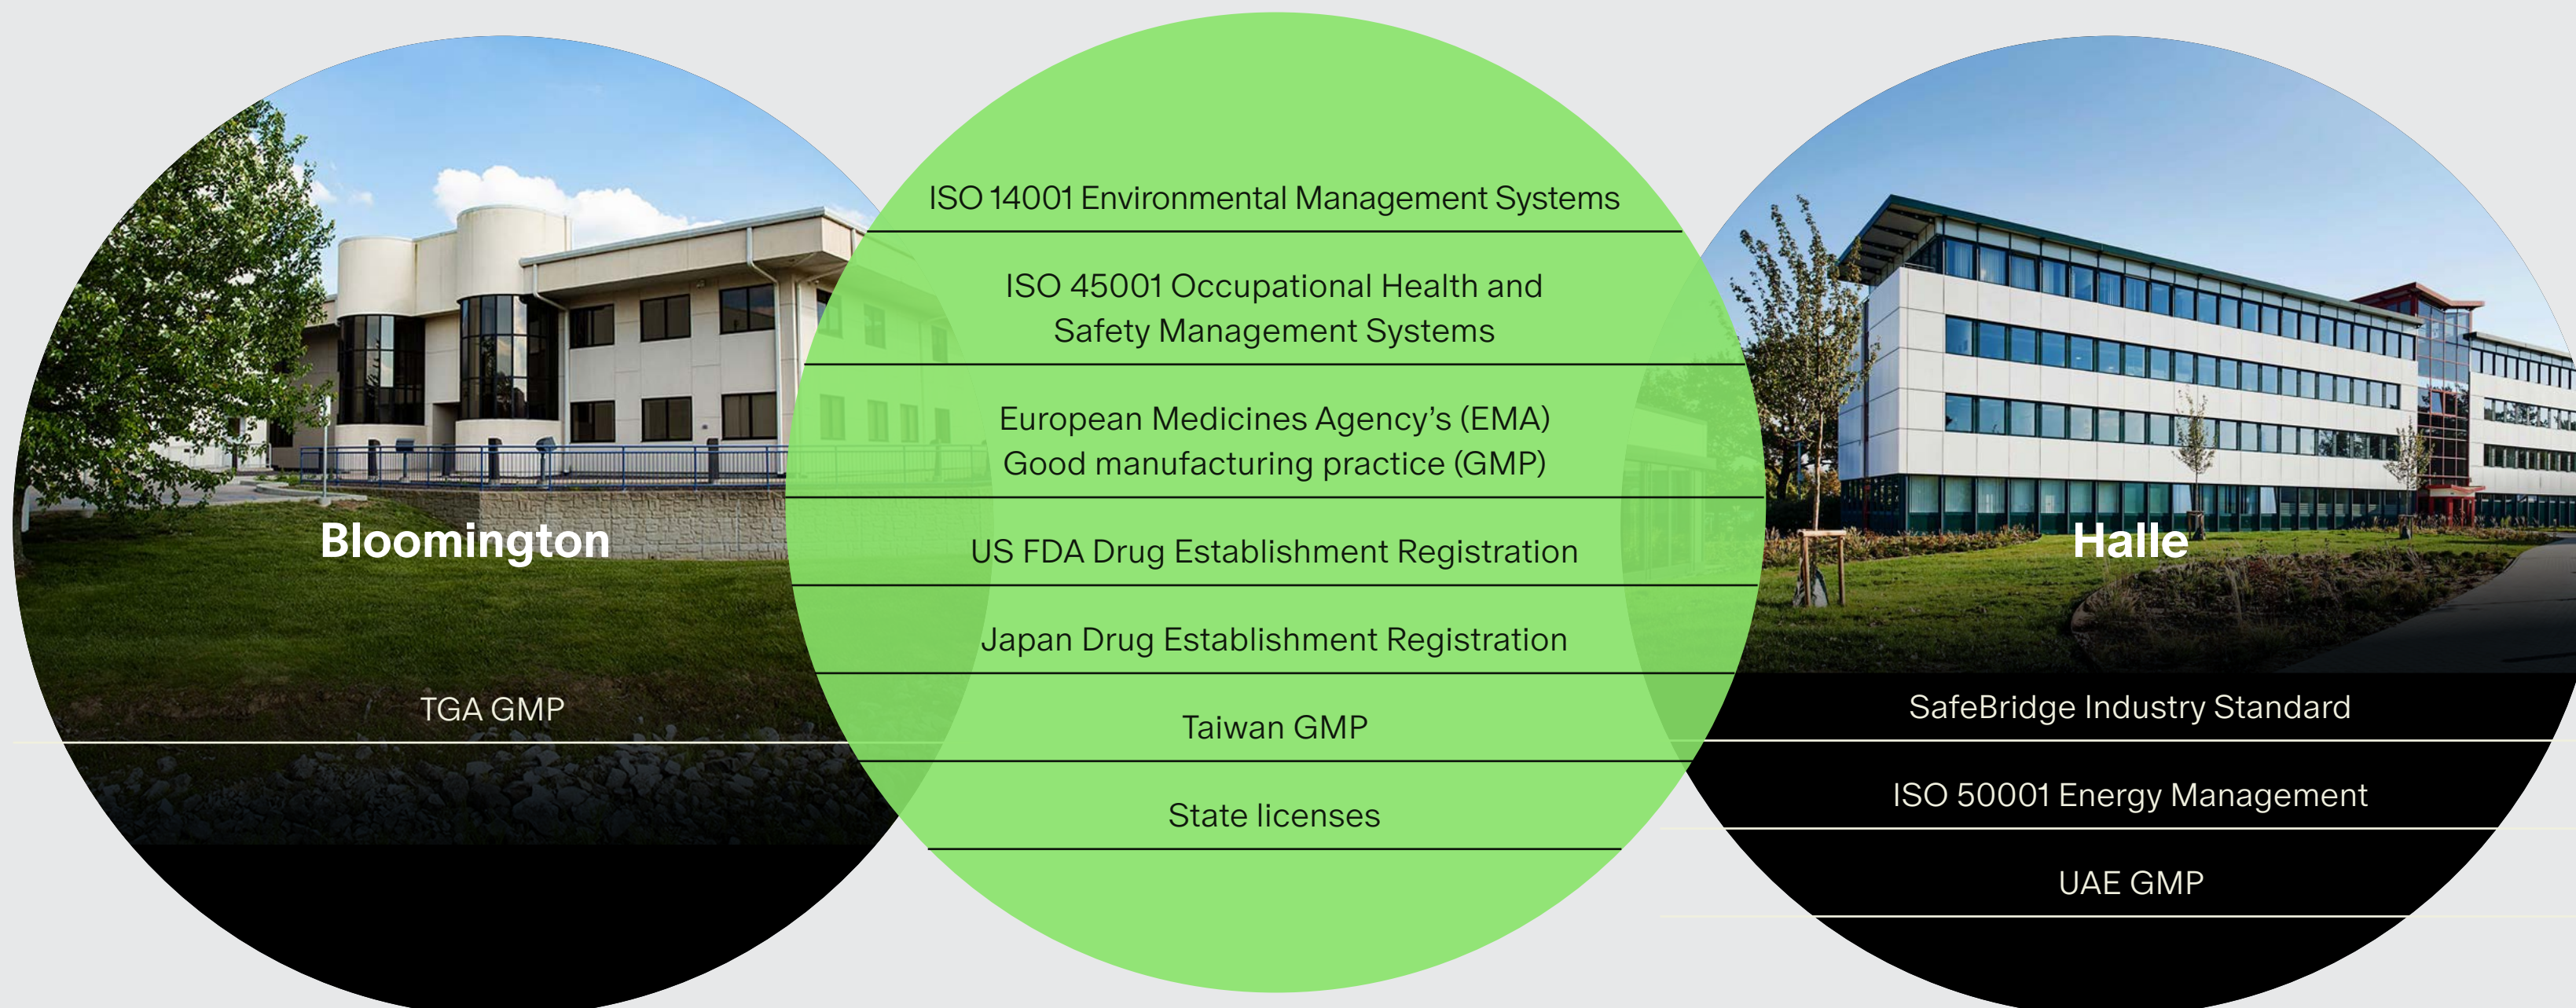 Bloomington
TGA GMP
ISO 14001 Environmental Management Systems
ISO 45001 Occupational Health and
Safety Management Systems
European Medicines Agency’s (EMA)
Good manufacturing practice (GMP)
US FDA Drug Establishment Registration
Japan Drug Establishment Registration
Taiwan GMP
State licenses
Halle
SafeBridge Industry Standard
ISO 50001 Energy Management
UAE GMP